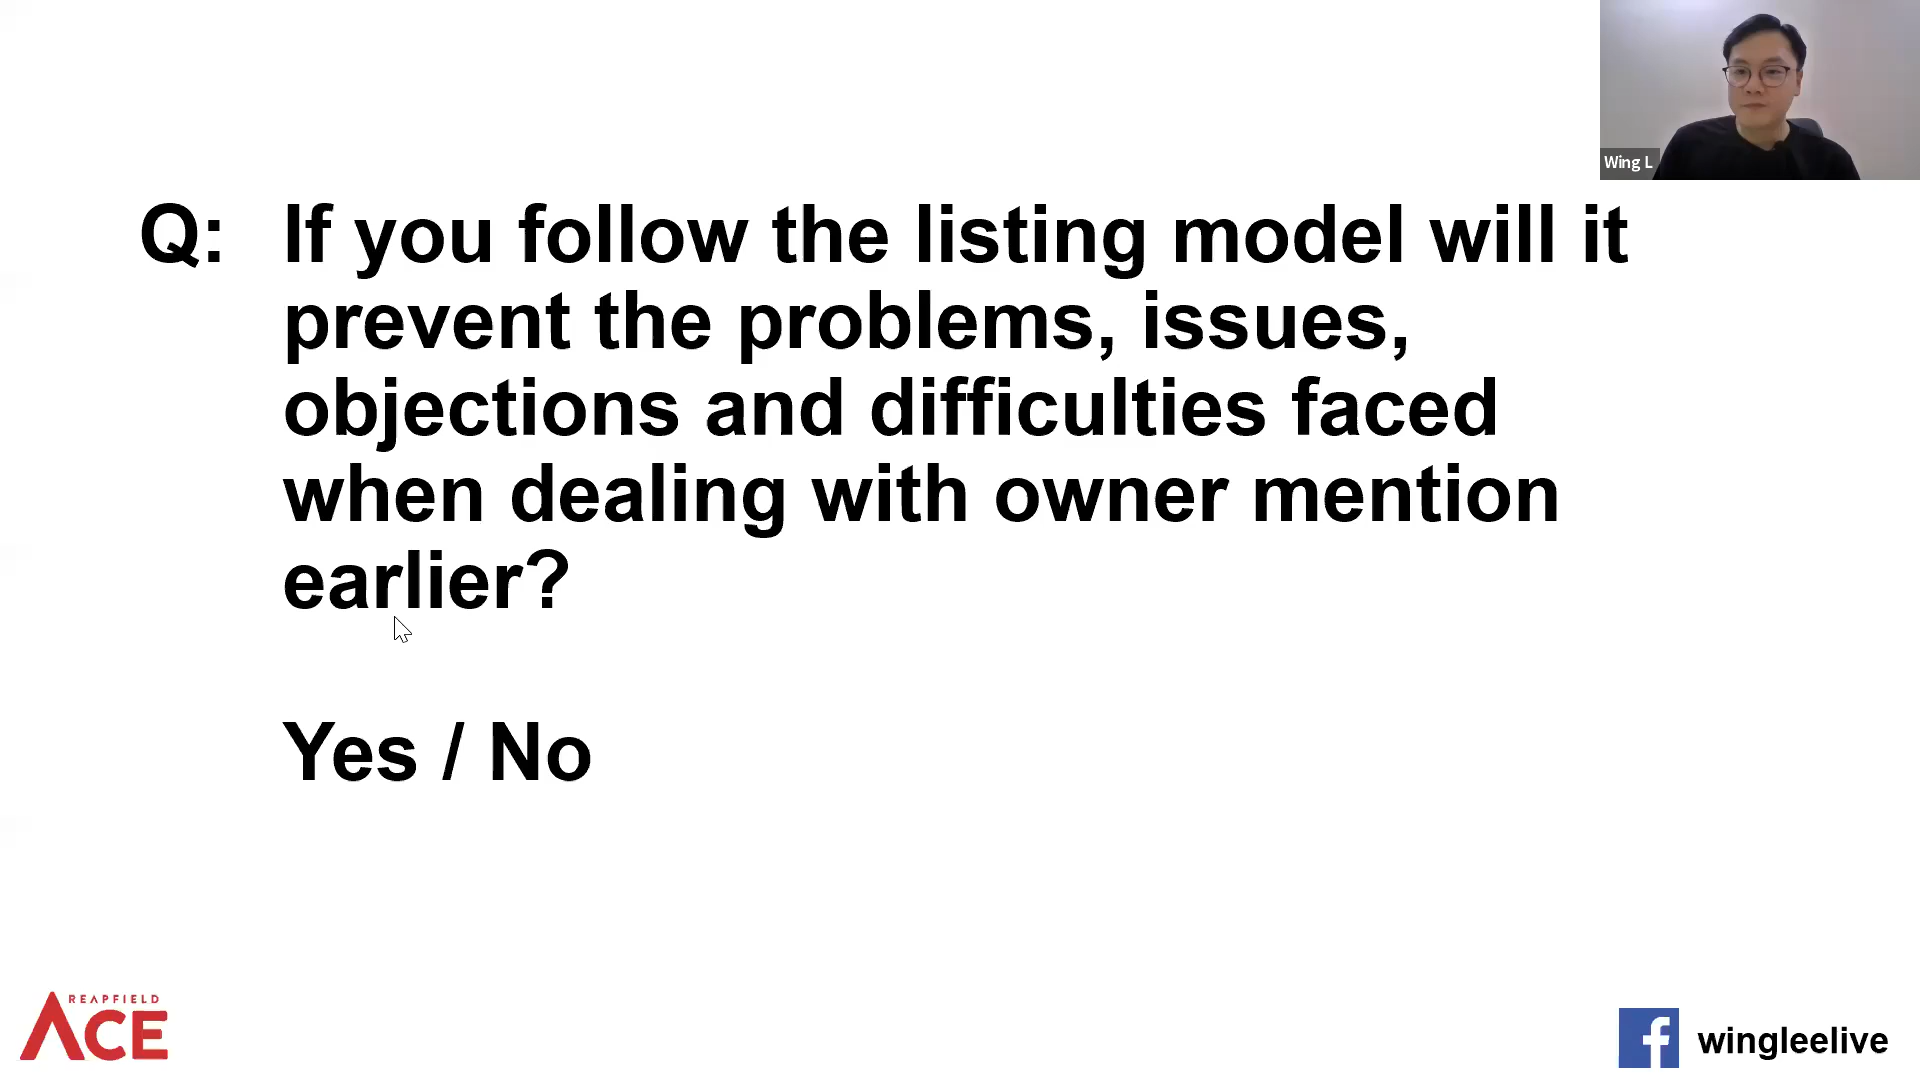 Wing L
Q: If you follow the listing model will it
prevent the problems, issues,
objections and difficulties faced
when dealing with owner mention
earlier?
Yes / No
REAPFIELD
ACE
wingleelive